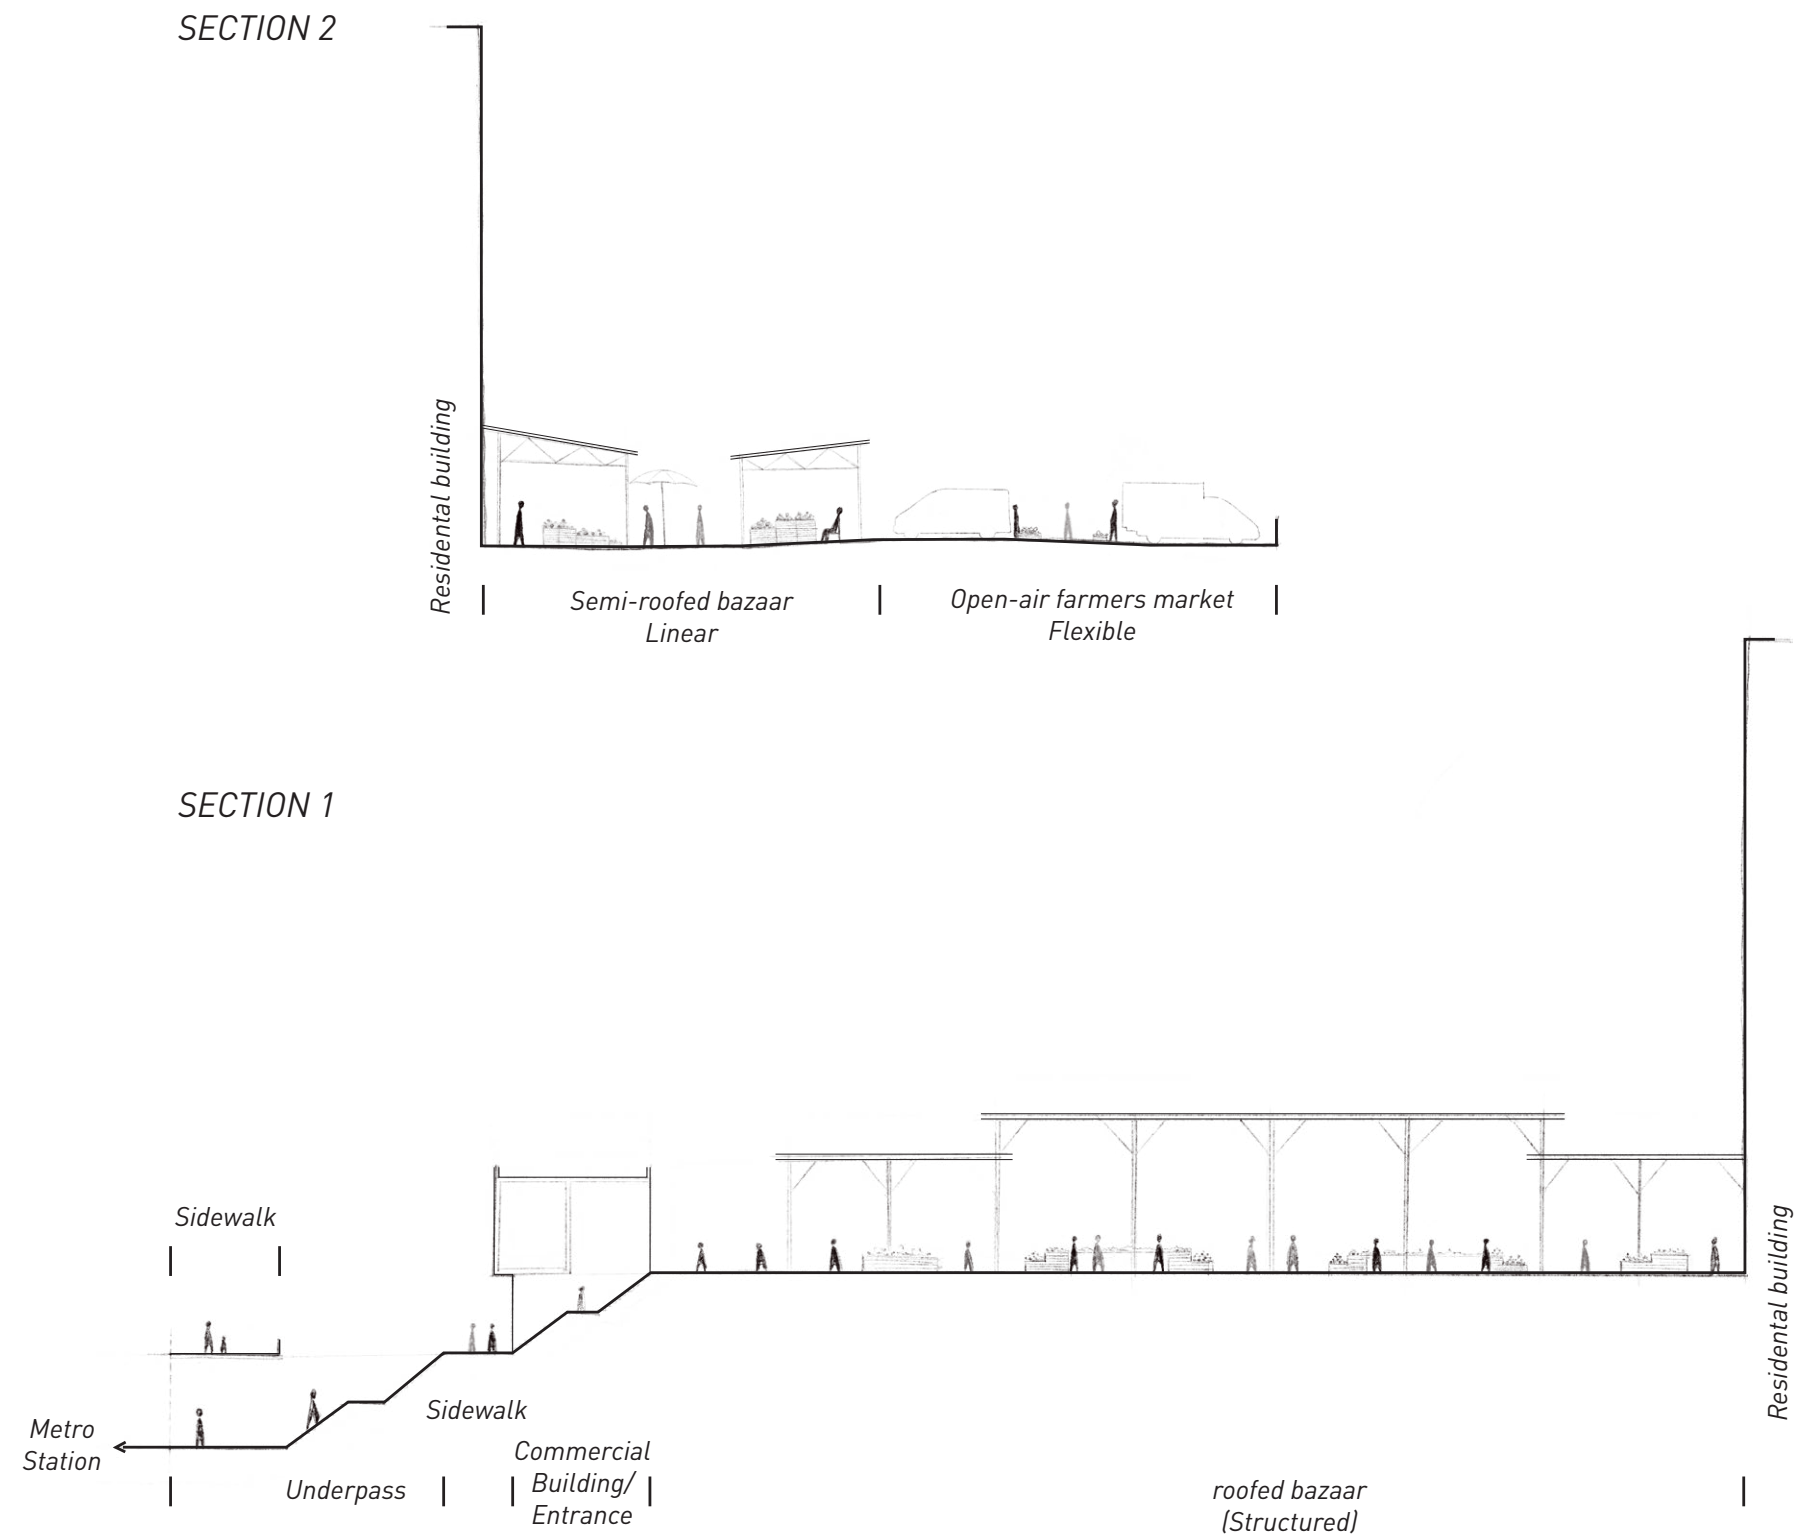 SECTION 2
Residental building
Semi-roofed bazaar
Linear
Open-air farmers market
Flexible
SECTION 1
Sidewalk
Residental building
Sidewalk
Metro
Station
Underpass
Commercial
Building/
Entrance
roofed bazaar
(Structured)